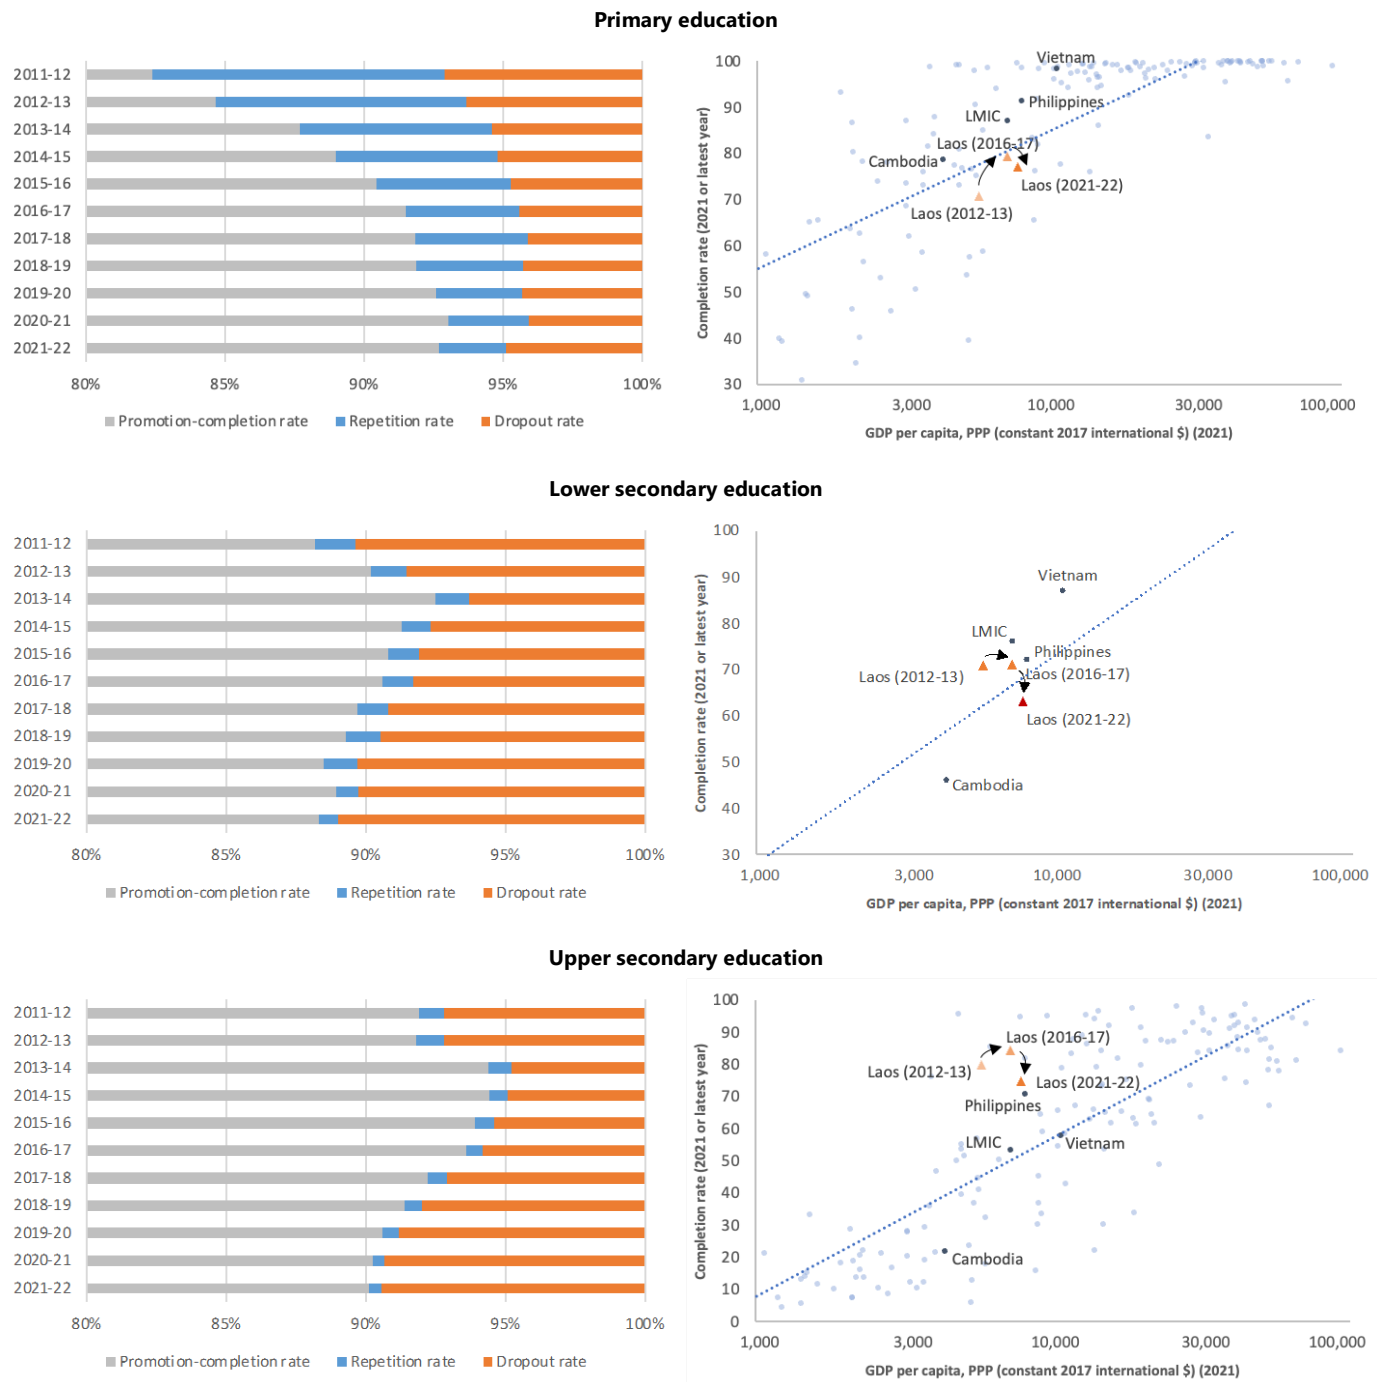 Primary education
2011-12
2012-13
2013-14
2014-15
2015-16
2016-17
2017-18
2018-19
2019-20
2020-21
2021-22
80%
85%
90%
95%
100%
Promotion-completion rate
Repetition rate
Dropout rate
Completion rate (2021 or latest year)
100
90
80
70
60
50
40
30
Vietnam
Philippines
LMIC
Laos (2016-17)
Cambodia
Laos (2021-22)
Laos (2012-13)
1,000
3,000
10,000
30,000
100,000
GDP per capita, PPP (constant 2017 international $) (2021)
Lower secondary education
2011-12
2012-13
2013-14
2014-15
2015-16
2016-17
2017-18
2018-19
2019-20
2020-21
2021-22
80%
85%
90%
95%
100%
Promotion-completion rate
Repetition rate
Dropout rate
Completion rate (2021 or latest year)
100
90
80
70
60
50
40
30
Vietnam
LMIC
Philippines
Laos (2012-13)
Laos (2016-17)
Laos (2021-22)
Cambodia
1,000
3,000
10,000
30,000
100,000
GDP per capita, PPP (constant 2017 international $) (2021)
Upper secondary education
2011-12
2012-13
2013-14
2014-15
2015-16
2016-17
2017-18
2018-19
2019-20
2020-21
2021-22
80%
85%
90%
95%
100%
Promotion-completion rate
Repetition rate
Dropout rate
Completion rate (2021 or latest year)
100
90
80
70
60
50
40
30
20
10
0
Laos (2016-17)
Laos (2012-13)
Laos (2021-22)
Philippines
LMIC
Vietnam
Cambodia
1,000
3,000
10,000
30,000
100,000
GDP per capita, PPP (constant 2017 international $) (2021)